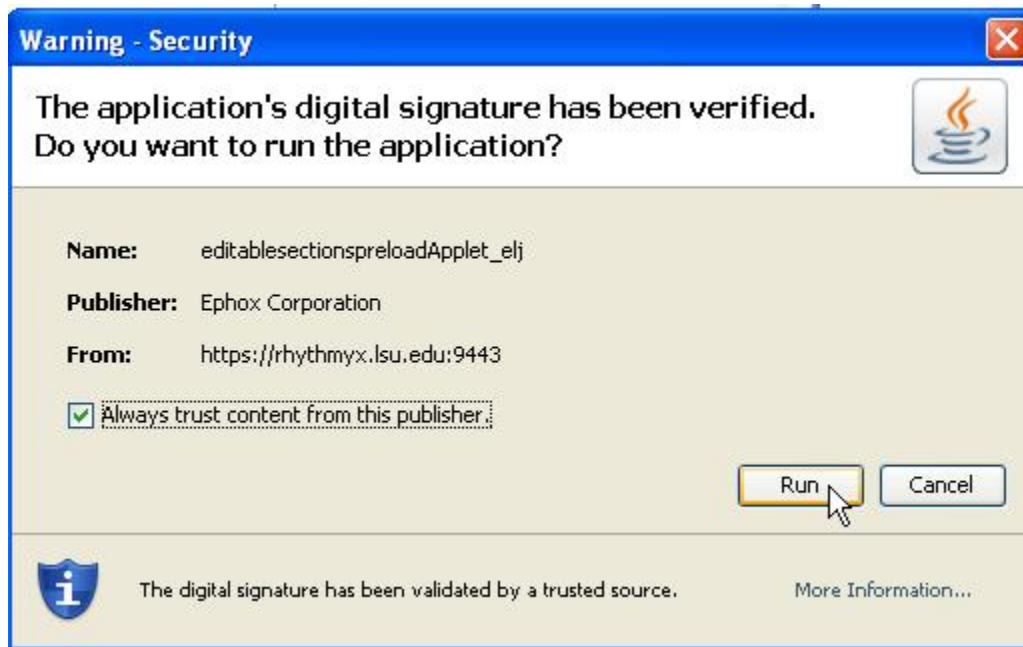 Warning - Security
The application's digital signature has been verified.
Do you want to run the application?
Name: editablesectionspreloadApplet_elj
Publisher: Ephox Corporation
From: https://rhythmyx.lsu.edu:9443
Always trust content from this publisher.
Run Cancel
The digital signature has been validated by a trusted source. More Information...